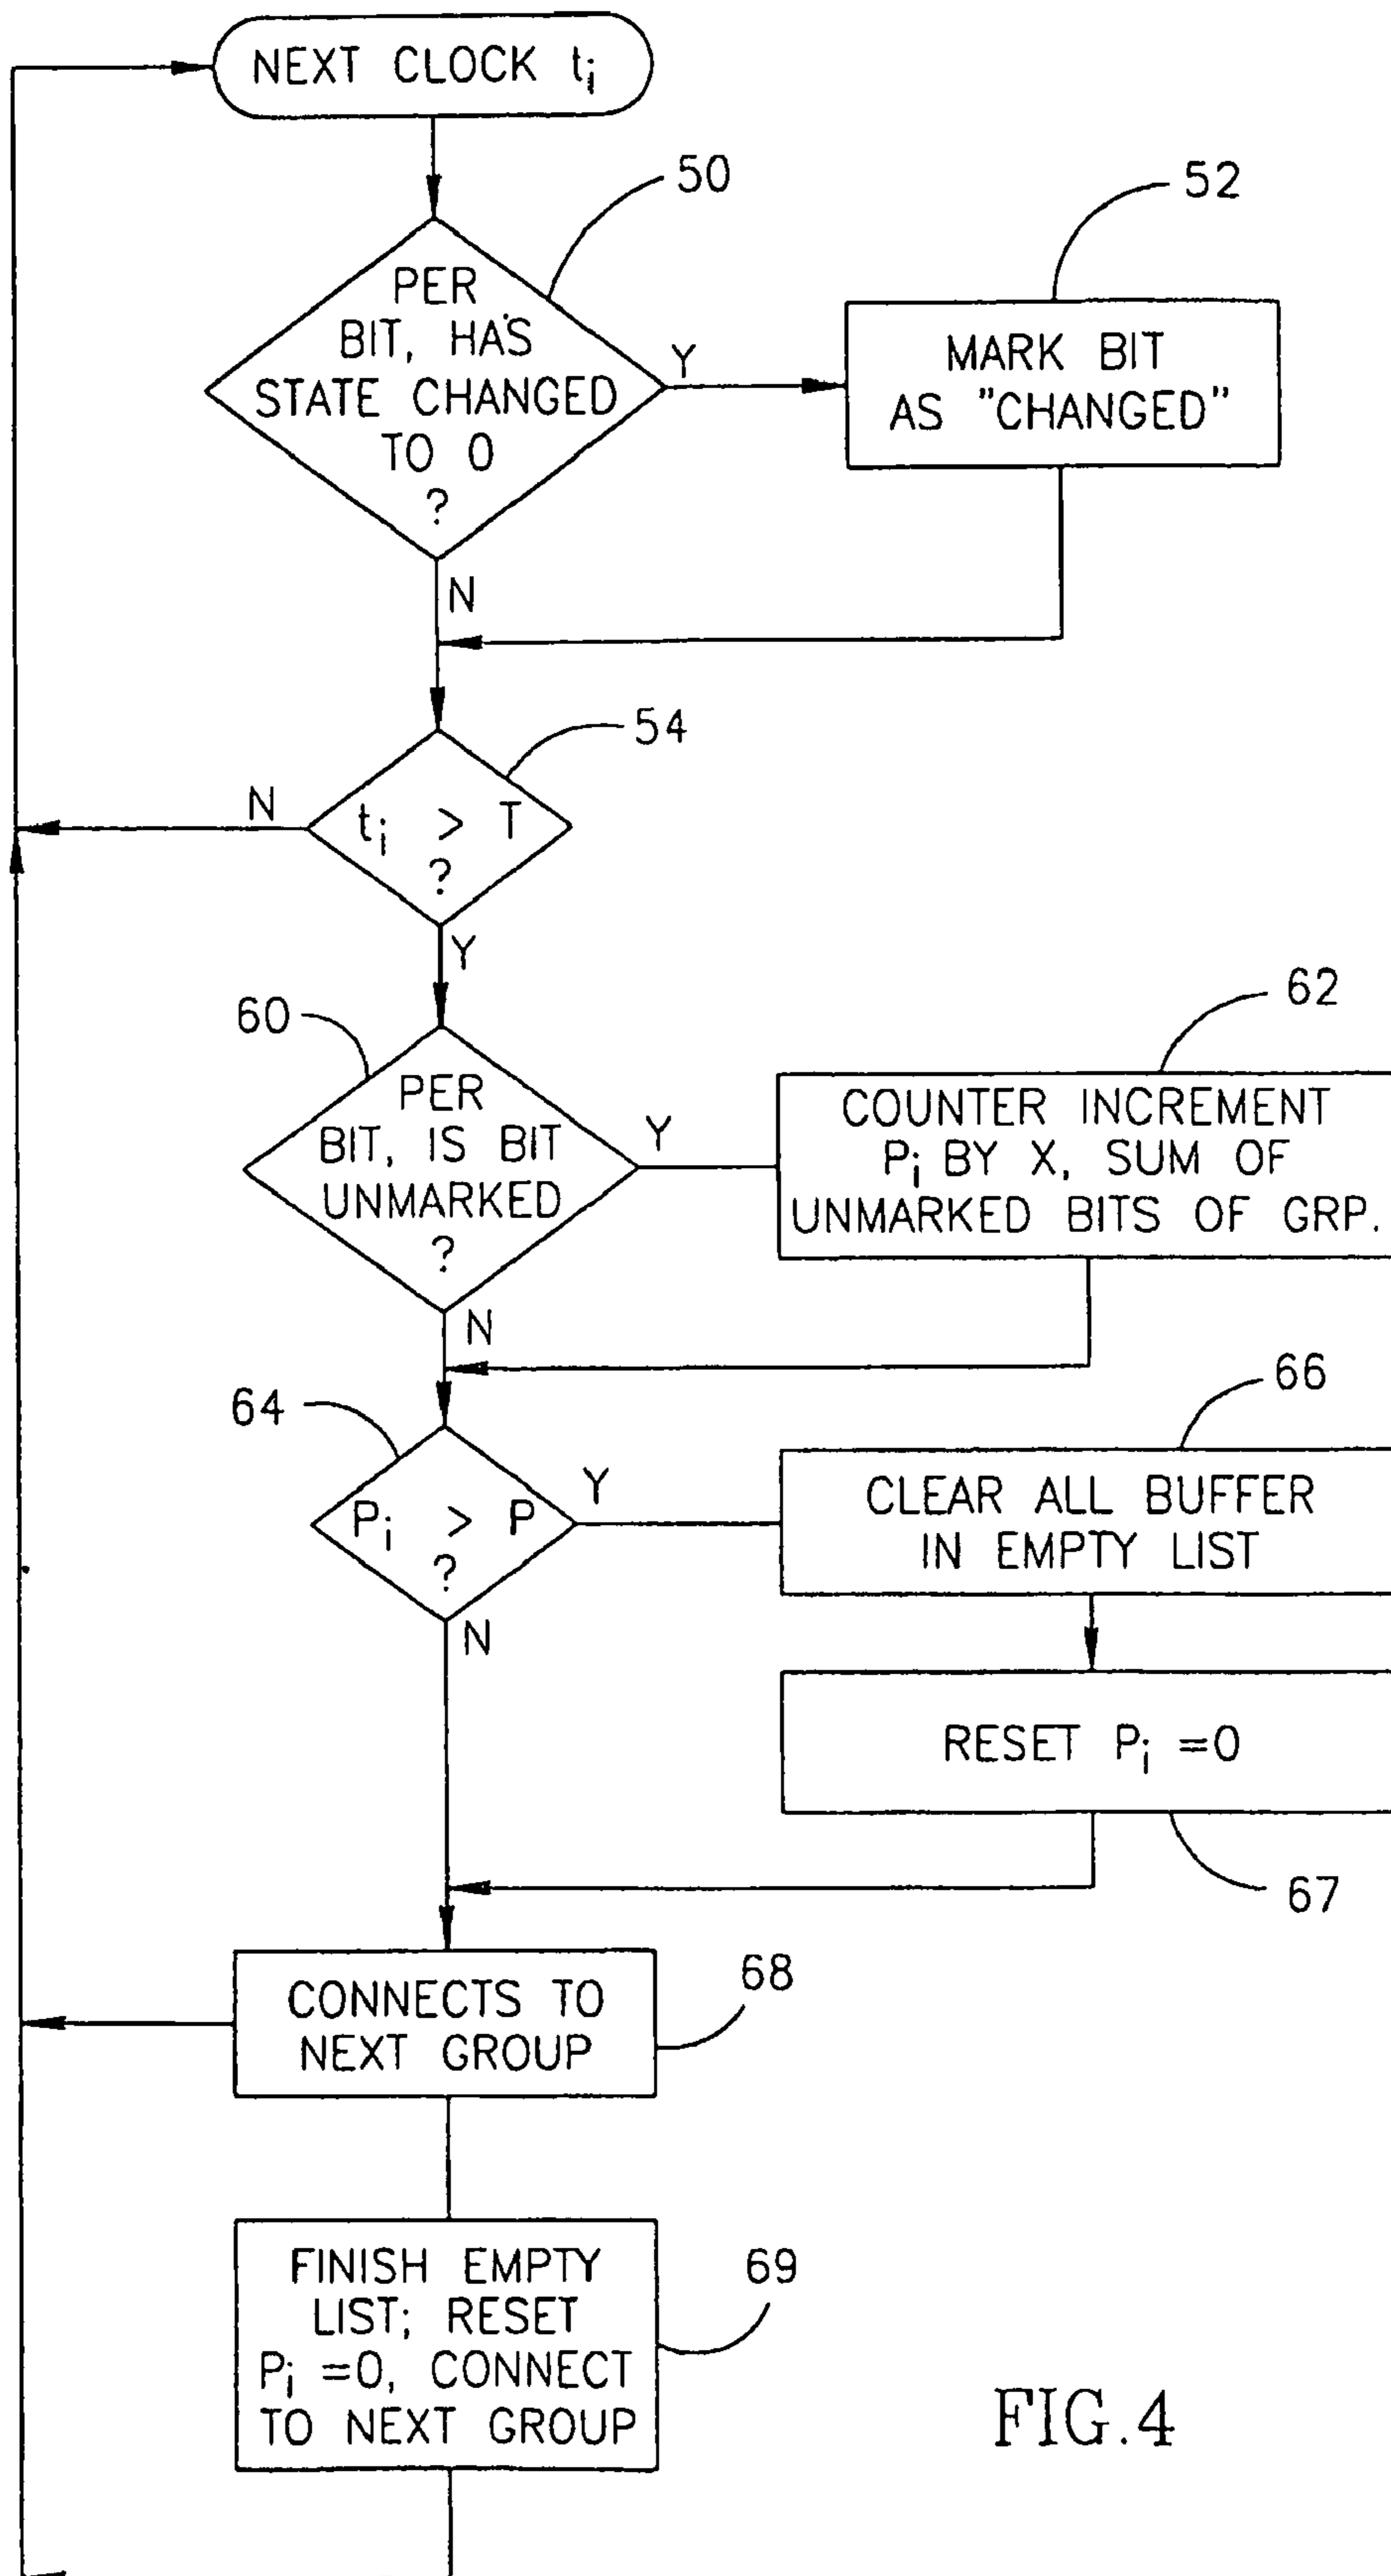 NEXT CLOCK ti
50
52
PER
BIT, HAS
STATE CHANGED
TO 0
?
Y
MARK BIT
AS "CHANGED"
N
54
N
ti > T
?
Y
60
62
PER
BIT, IS BIT
UNMARKED
?
Y
COUNTER INCREMENT
Pi BY X, SUM OF
UNMARKED BITS OF GRP.
N
64
66
Pi > P
?
Y
CLEAR ALL BUFFER
IN EMPTY LIST
N
RESET Pi =0
67
CONNECTS TO
NEXT GROUP
68
FINISH EMPTY
LIST; RESET
Pi =0, CONNECT
TO NEXT GROUP
69
FIG.4